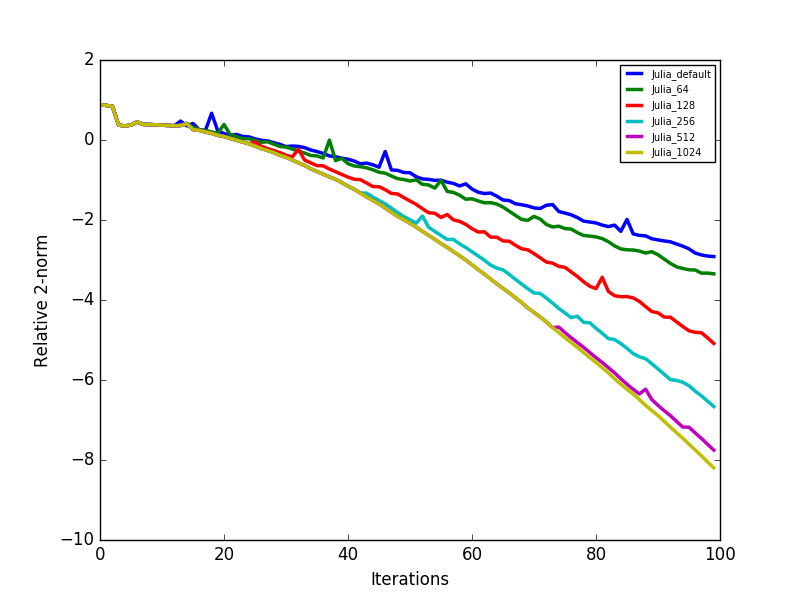 2
0
−2
−4
−6
−8
−10
0 20 40 60 80 100
Relative 2-norm
Iterations
Julia_default
Julia_64
Julia_128
Julia_256
Julia_512
Julia_1024